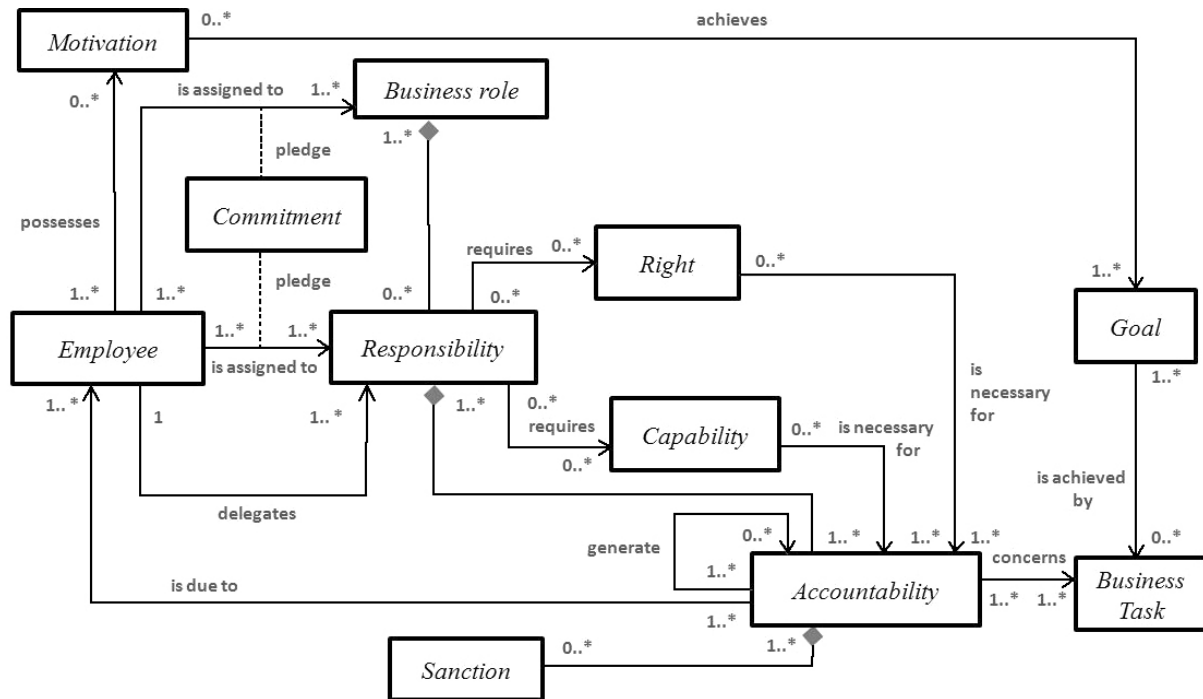 0..*
achieves
Motivation
0..*
is assigned to
1..*
Business role
1..*
pledge
Commitment
possesses
requires
0..*
Right
0..*
pledge
1..*
1..*
0..*
0..*
1..*
Goal
Employee
1..*
1..*
Responsibility
is assigned to
1..*
1..*
1
1..*
1..*
0..*
requires
0..*
Capability
0..*
is necessary
for
is
necessary
for
is achieved
by
delegates
generate
0..*
1..*
1..*
1..*
1..*
0..*
concerns
Accountability
Business
Task
is due to
1..*
1..*
1..*
Sanction
0..*
1..*